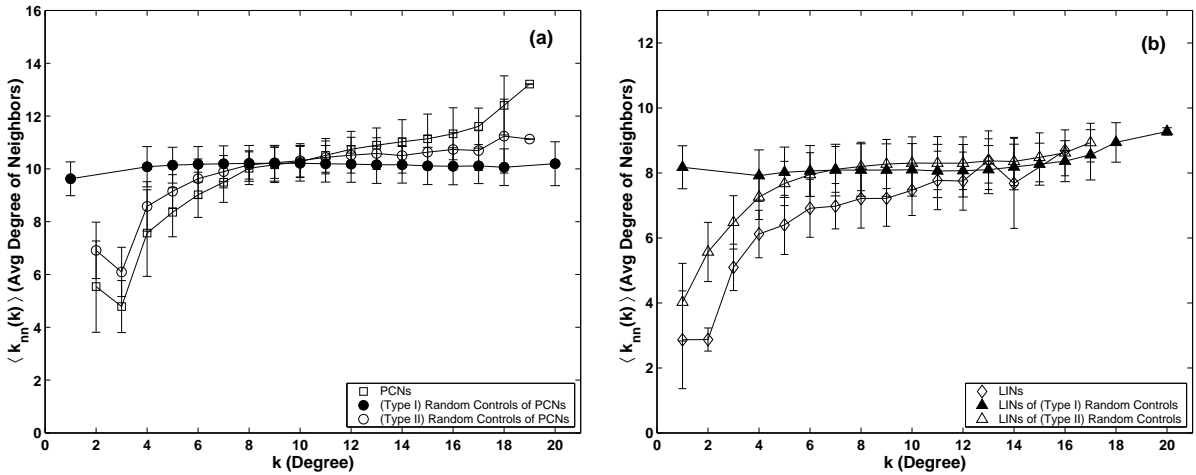 (a)
⟨ k_nn(k) ⟩ (Avg Degree of Neighbors)
16
14
12
10
8
6
4
2
0
0 2 4 6 8 10 12 14 16 18 20
k (Degree)
PCNs
(Type I) Random Controls of PCNs
(Type II) Random Controls of PCNs
(b)
⟨ k_nn(k) ⟩ (Avg Degree of Neighbors)
12
10
8
6
4
2
0
0 2 4 6 8 10 12 14 16 18 20
k (Degree)
LINs
LINs of (Type I) Random Controls
LINs of (Type II) Random Controls